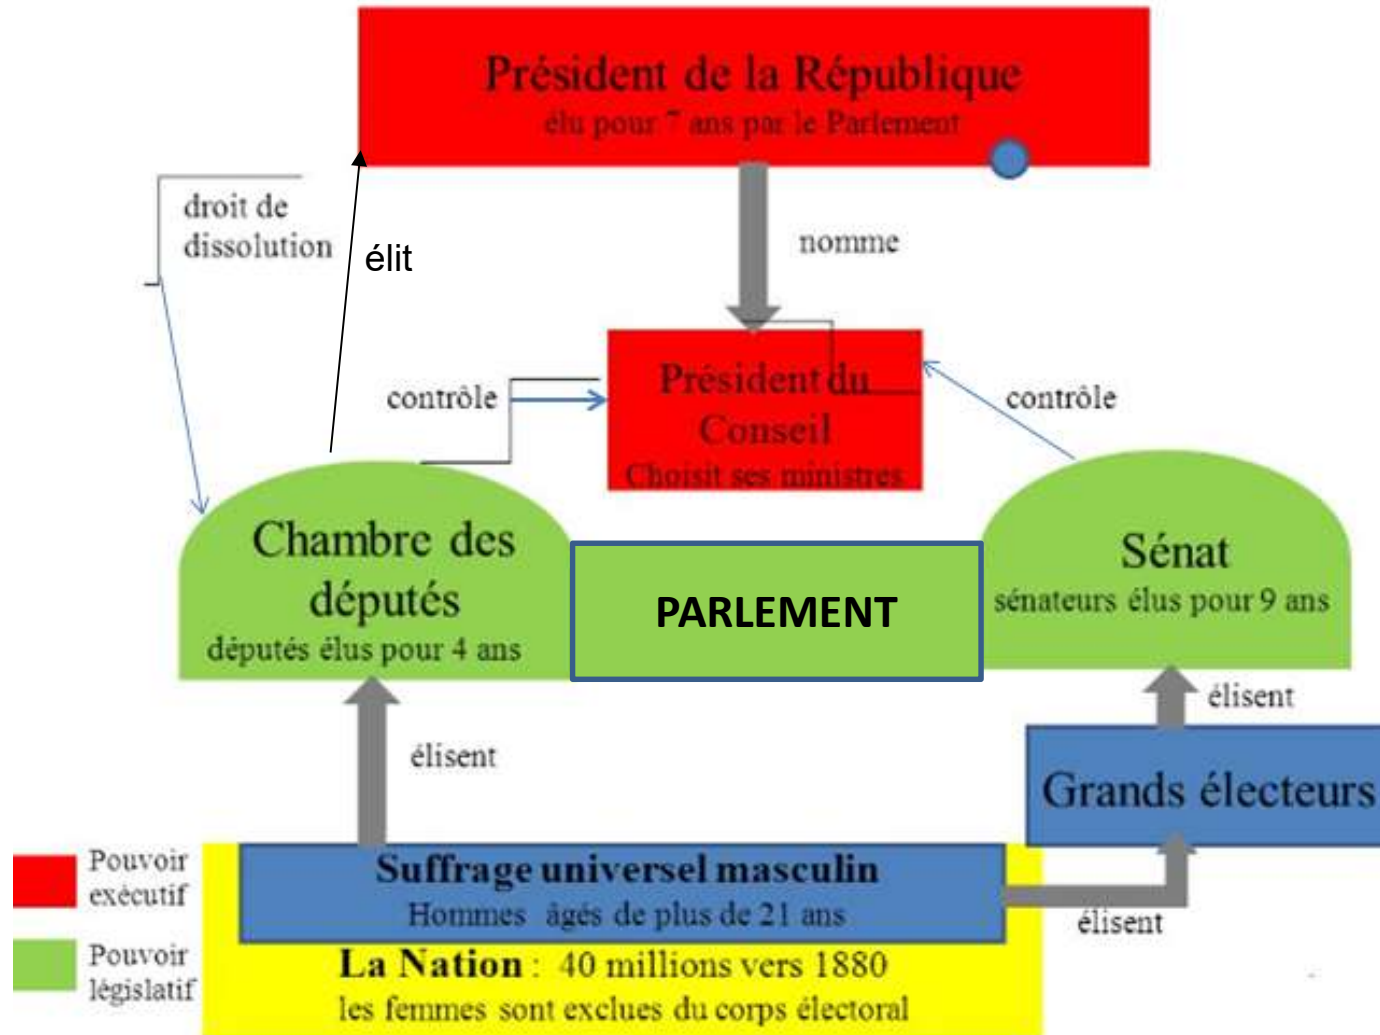 Président de la République
élu pour 7 ans par le Parlement
droit de
dissolution
élit
nomme
contrôle
Président du
Conseil
Choisit ses ministres
contrôle
Chambre des
députés
députés élus pour 4 ans
PARLEMENT
Sénat
sénateurs élus pour 9 ans
élisent
élisent
Grands électeurs
Pouvoir
exécutif
Suffrage universel masculin
Hommes âgés de plus de 21 ans
élisent
Pouvoir
législatif
La Nation : 40 millions vers 1880
les femmes sont exclues du corps électoral